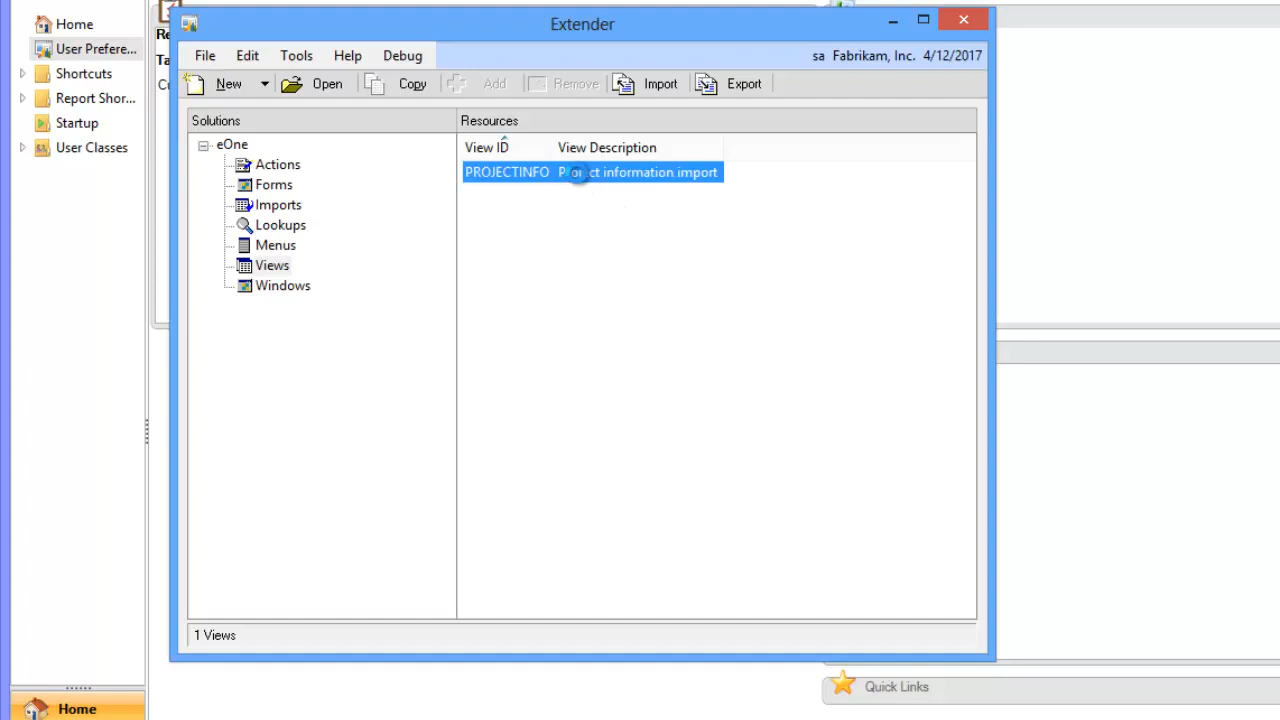 Home
User Prefere...
Shortcuts
Report Shor...
Startup
User Classes
Home
Extender
File Edit Tools Help Debug
sa Fabrikam, Inc. 4/12/2017
New Open Copy Add Remove Import Export
Solutions
eOne
Actions
Forms
Imports
Lookups
Menus
Views
Windows
Resources
View ID View Description
PROJECTINFO Project information import
1 Views
Quick Links